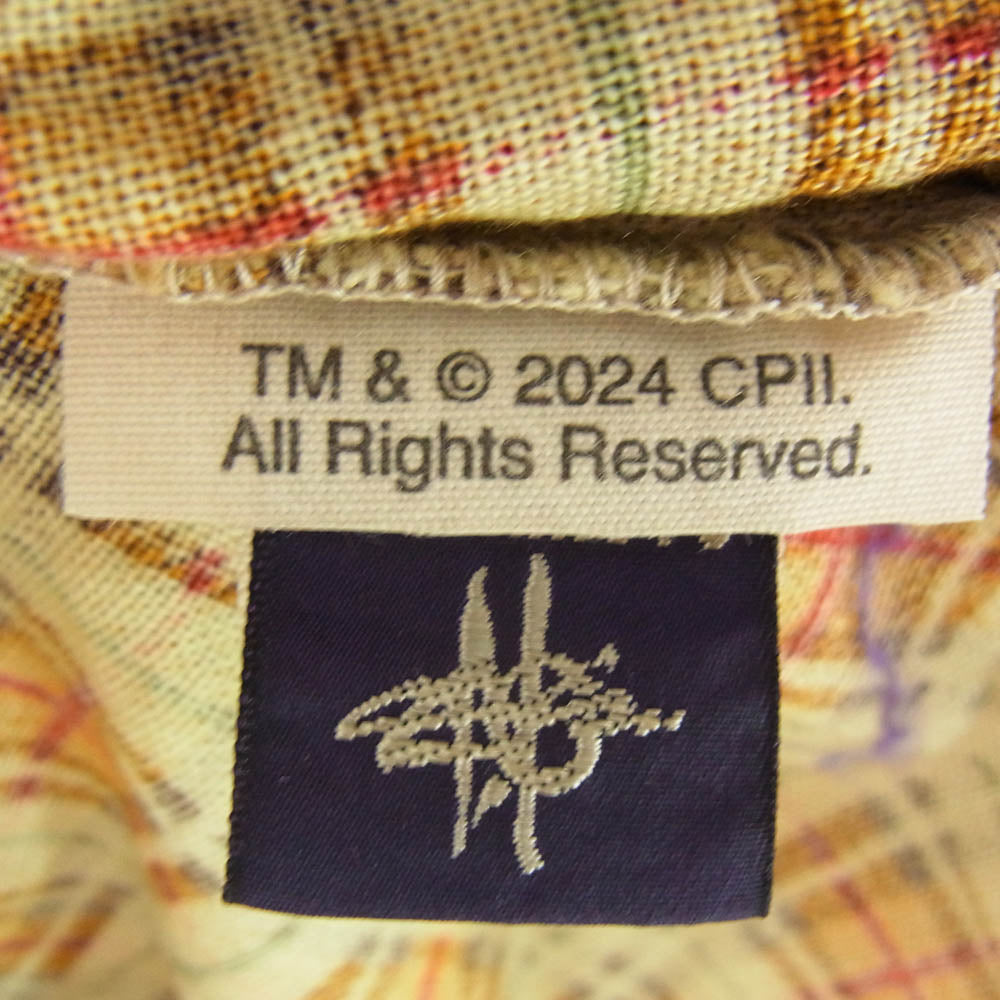 TM & © 2024 CPII.
All Rights Reserved.